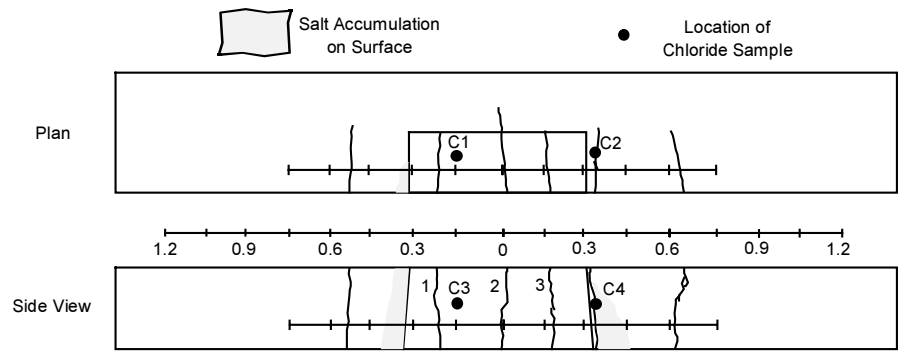 Salt Accumulation
on Surface
Location of
Chloride Sample
Plan
C1
C2
1.2 0.9 0.6 0.3 0 0.3 0.6 0.9 1.2
Side View
1 C3 2 3 C4